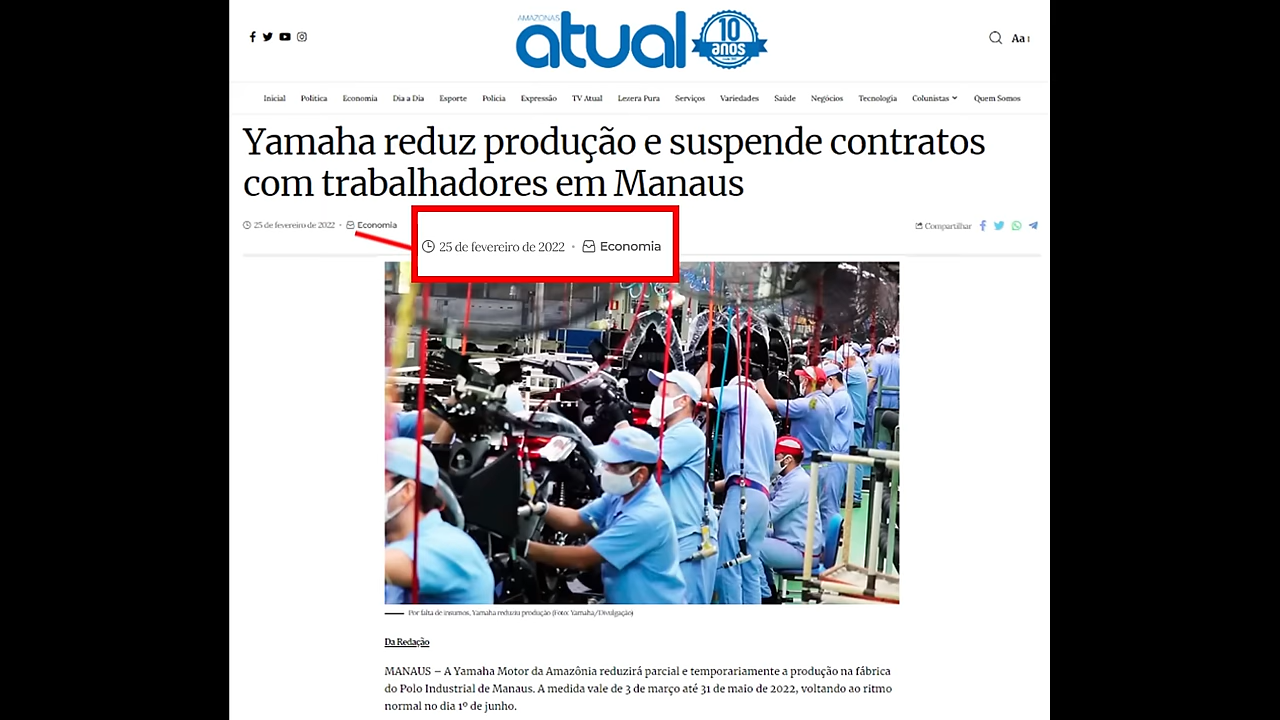 AMAZONAS
atual
10
anos
Aa
Inicial Política Economia Dia a Dia Esporte Polícia Expressão TV Atual Lezera Pura Serviços Variedades Saúde Negócios Tecnologia Colunistas Quem Somos
Yamaha reduz produção e suspende contratos
com trabalhadores em Manaus
25 de fevereiro de 2022 • Economia
Compartilhar
25 de fevereiro de 2022 • Economia
Por falta de insumos, Yamaha reduziu produção (Foto: Yamaha/Divulgação)
Da Redação
MANAUS – A Yamaha Motor da Amazônia reduzirá parcial e temporariamente a produção na fábrica
do Polo Industrial de Manaus. A medida vale de 3 de março até 31 de maio de 2022, voltando ao ritmo
normal no dia 1º de junho.